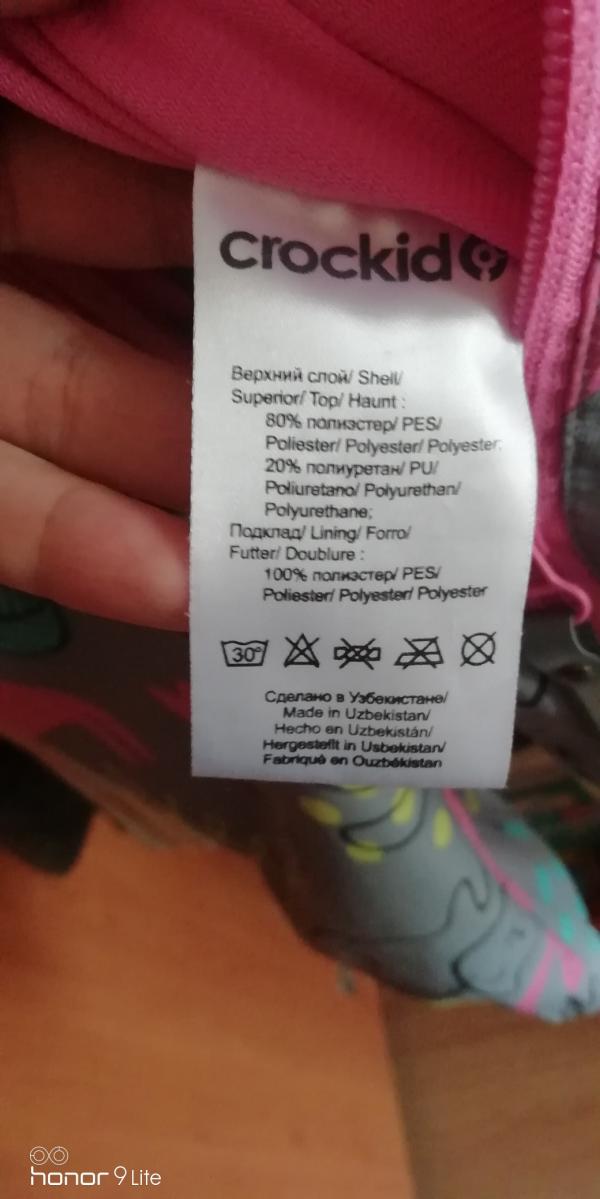 crockid
Верхний слой/ Shell/
Superior/ Top/ Haunt :
80% полиэстер/ PES/
Poliester/ Polyester/ Polyester;
20% полиуретан/ PU/
Poliuretano/ Polyurethan/
Polyurethane;
Подклад/ Lining/ Forro/
Futter/ Doublure :
100% полиэстер/ PES/
Poliester/ Polyester/ Polyester
30°
Сделано в Узбекистане/
Made in Uzbekistan/
Hecho en Uzbekistán/
Hergestellt in Usbekistan/
Fabriqué en Ouzbékistan
honor 9 Lite